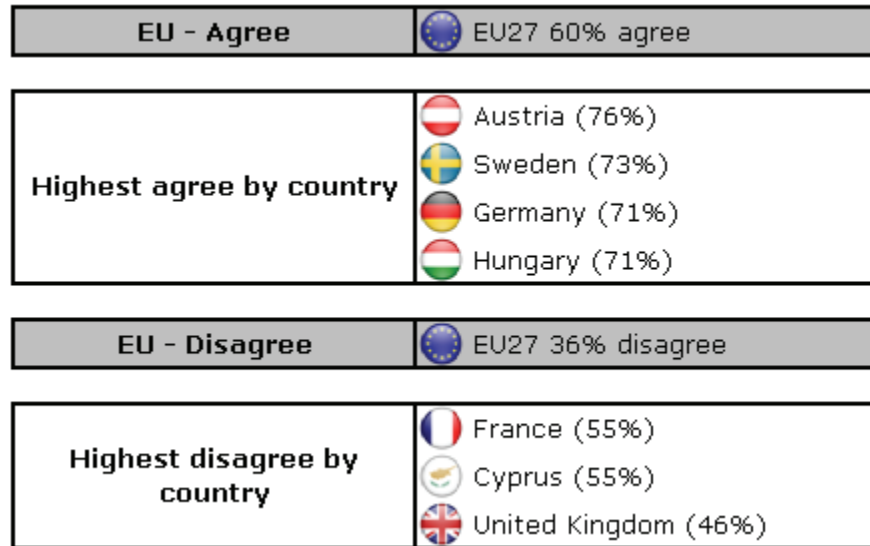 EU - Agree
EU27 60% agree
Highest agree by country
Austria (76%)
Sweden (73%)
Germany (71%)
Hungary (71%)
EU - Disagree
EU27 36% disagree
Highest disagree by
country
France (55%)
Cyprus (55%)
United Kingdom (46%)